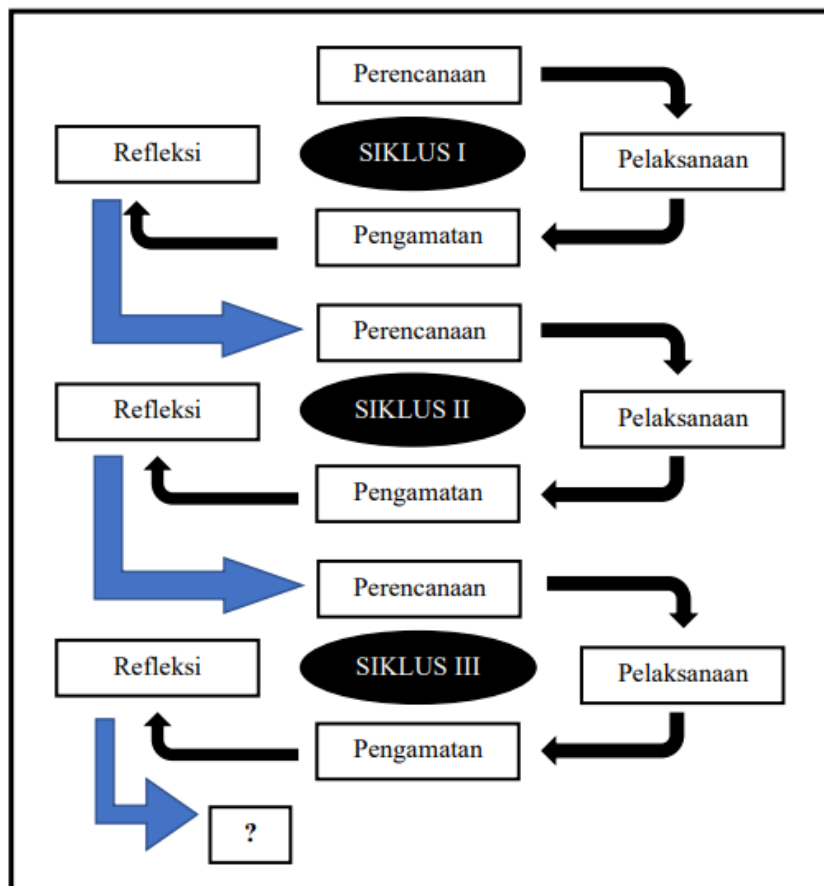 Perencanaan
Refleksi
SIKLUS I
Pelaksanaan
Pengamatan
Perencanaan
Refleksi
SIKLUS II
Pelaksanaan
Pengamatan
Perencanaan
Refleksi
SIKLUS III
Pelaksanaan
Pengamatan
?